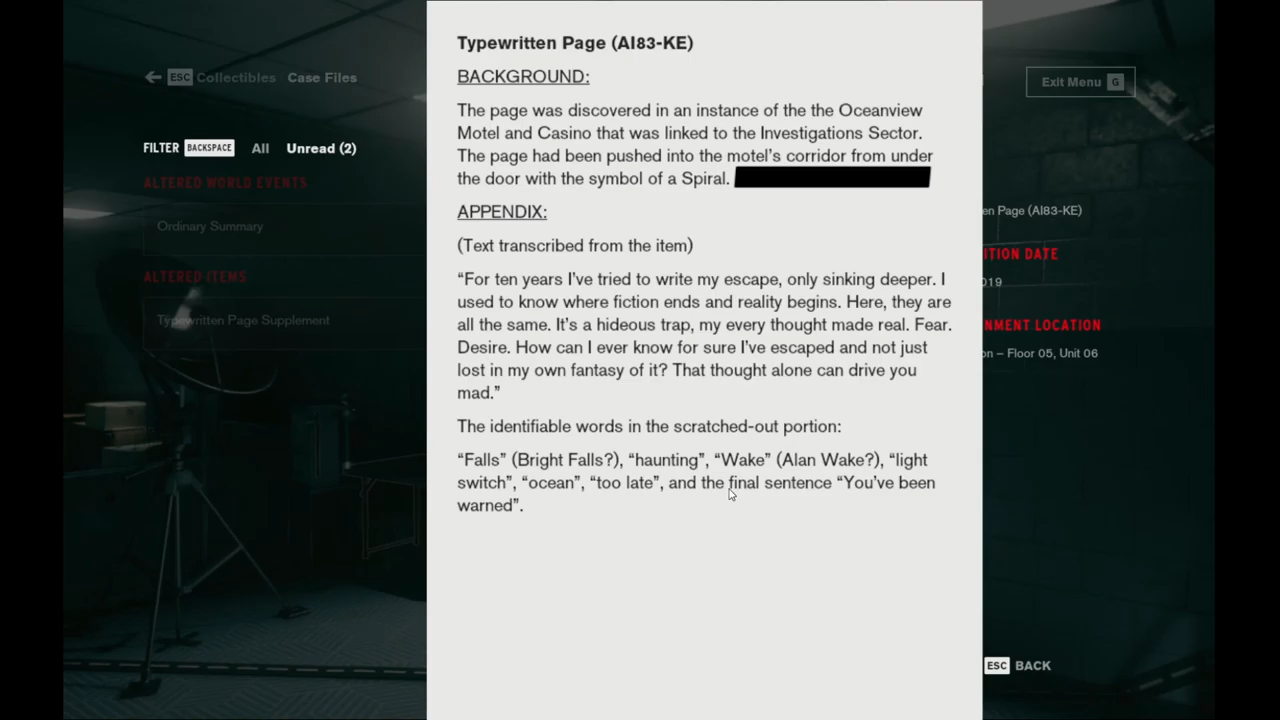 Typewritten Page (AI83-KE)
BACKGROUND:
The page was discovered in an instance of the the Oceanview
Motel and Casino that was linked to the Investigations Sector.
The page had been pushed into the motel's corridor from under
the door with the symbol of a Spiral.
APPENDIX:
(Text transcribed from the item)
“For ten years I've tried to write my escape, only sinking deeper. I
used to know where fiction ends and reality begins. Here, they are
all the same. It's a hideous trap, my every thought made real. Fear.
Desire. How can I ever know for sure I've escaped and not just
lost in my own fantasy of it? That thought alone can drive you
mad.”
The identifiable words in the scratched-out portion:
“Falls” (Bright Falls?), “haunting”, “Wake” (Alan Wake?), “light
switch”, “ocean”, “too late”, and the final sentence “You've been
warned”.
ESC Collectibles Case Files
FILTER BACKSPACE All Unread (2)
ALTERED WORLD EVENTS
Ordinary Summary
ALTERED ITEMS
Typewritten Page Supplement
Exit Menu G
en Page (AI83-KE)
ITION DATE
019
NMENT LOCATION
on – Floor 05, Unit 06
ESC BACK